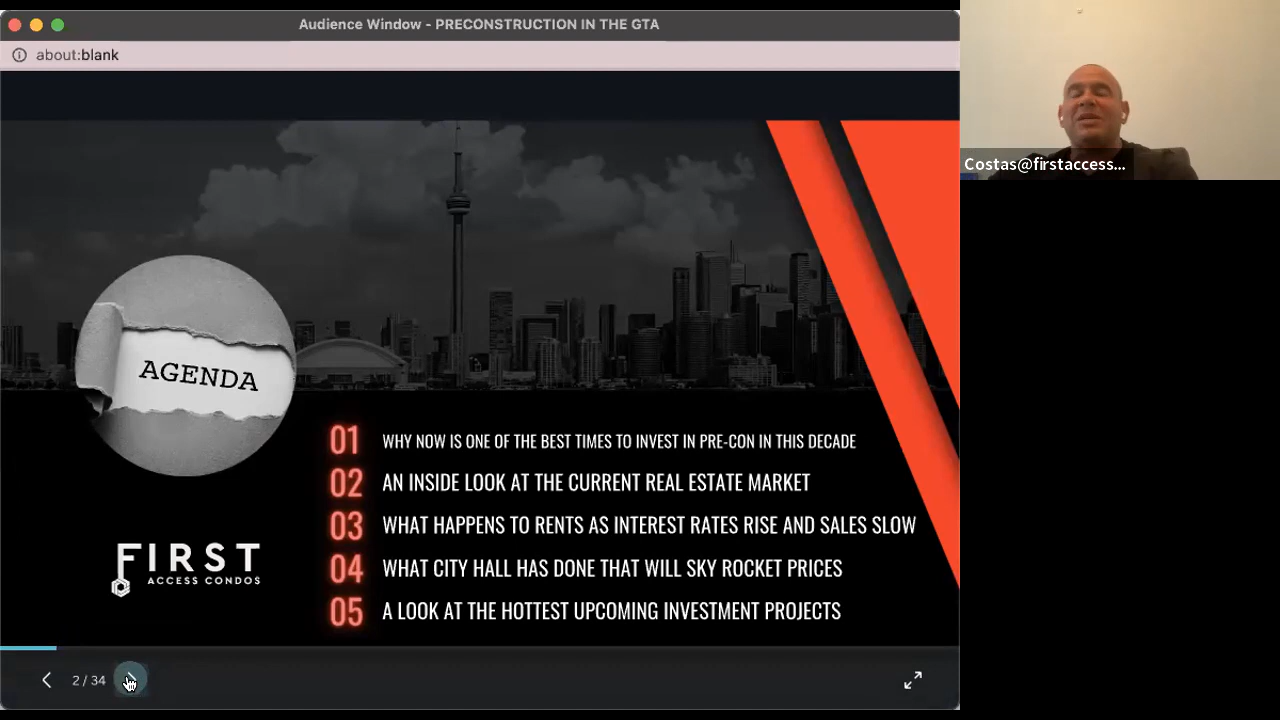 Audience Window - PRECONSTRUCTION IN THE GTA
about:blank
Costas@firstaccess...
AGENDA
01 WHY NOW IS ONE OF THE BEST TIMES TO INVEST IN PRE-CON IN THIS DECADE
02 AN INSIDE LOOK AT THE CURRENT REAL ESTATE MARKET
03 WHAT HAPPENS TO RENTS AS INTEREST RATES RISE AND SALES SLOW
04 WHAT CITY HALL HAS DONE THAT WILL SKY ROCKET PRICES
05 A LOOK AT THE HOTTEST UPCOMING INVESTMENT PROJECTS
FIRST
ACCESS CONDOS
2 / 34